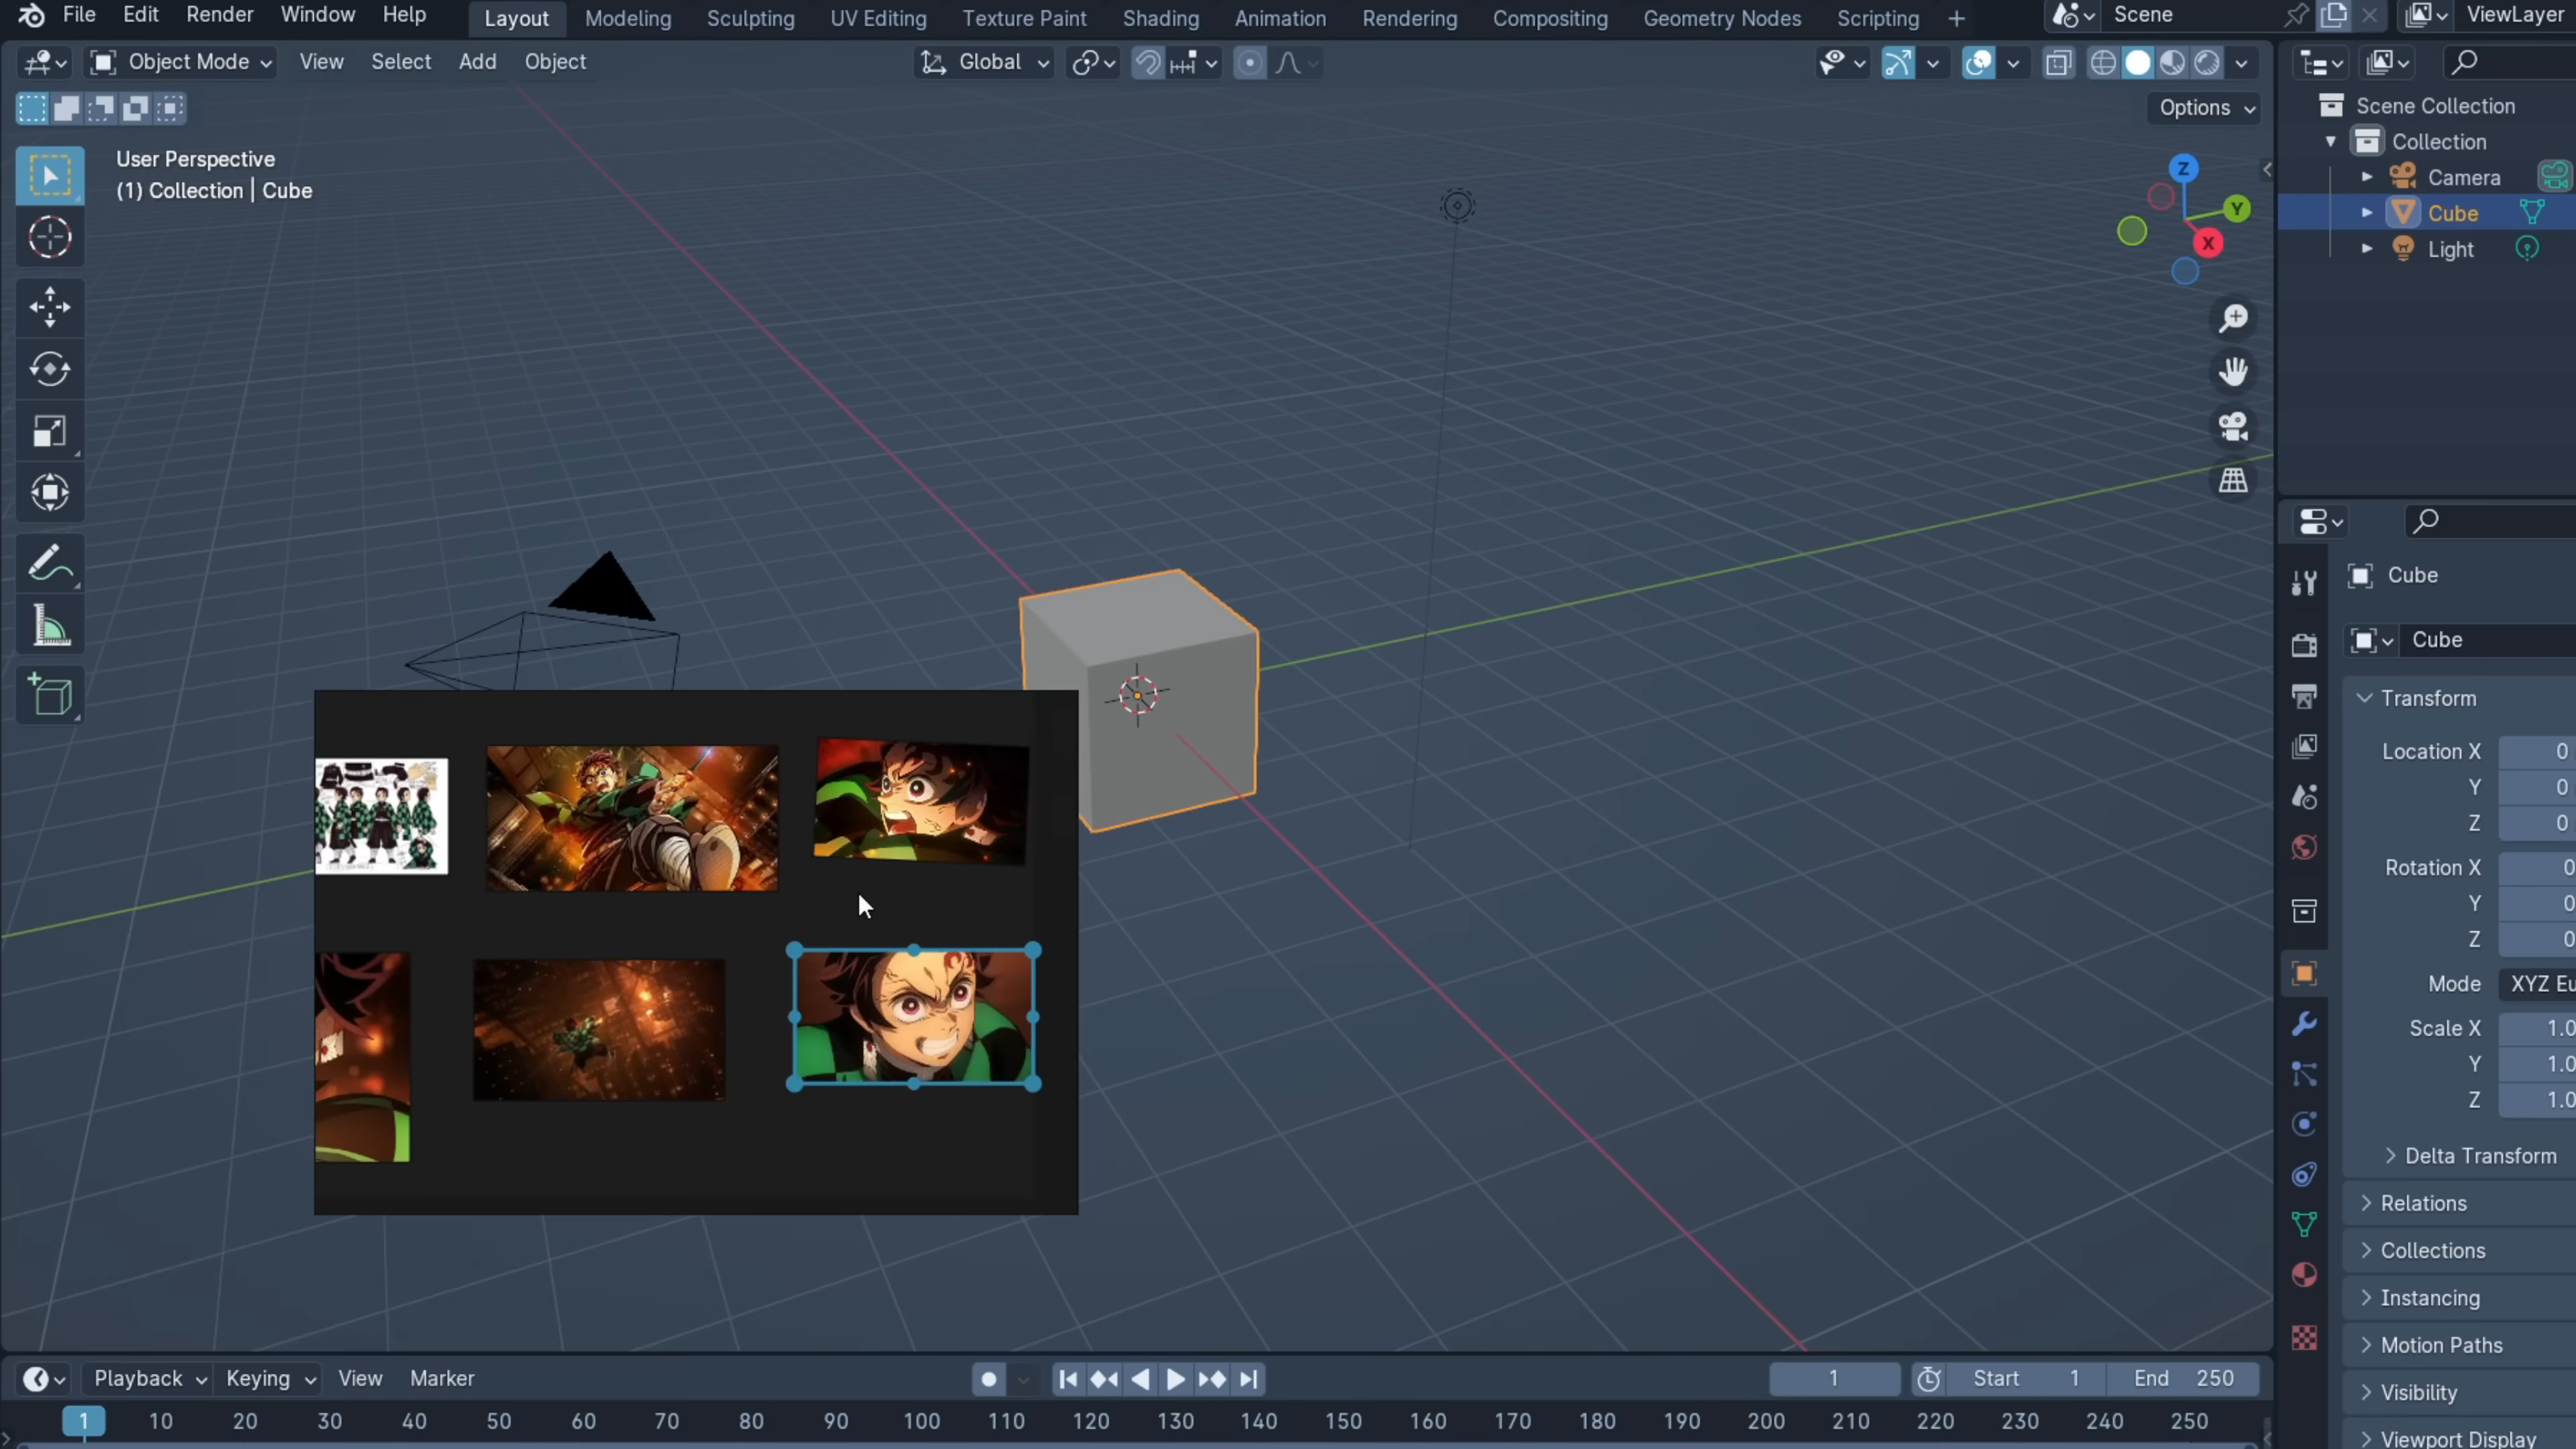 File Edit Render Window Help Layout Modeling Sculpting UV Editing Texture Paint Shading Animation Rendering Compositing Geometry Nodes Scripting + Scene ViewLayer
Object Mode View Select Add Object Global
Options
User Perspective
(1) Collection | Cube
Z
Y
X
Scene Collection
Collection
Camera
Cube
Light
Cube
Cube
Transform
Location X 0
Y 0
Z 0
Rotation X 0
Y 0
Z 0
Mode XYZ Eu
Scale X 1.0
Y 1.0
Z 1.0
Delta Transform
Relations
Collections
Instancing
Motion Paths
Visibility
Viewport Display
Playback Keying View Marker 1 Start 1 End 250
1 10 20 30 40 50 60 70 80 90 100 110 120 130 140 150 160 170 180 190 200 210 220 230 240 250